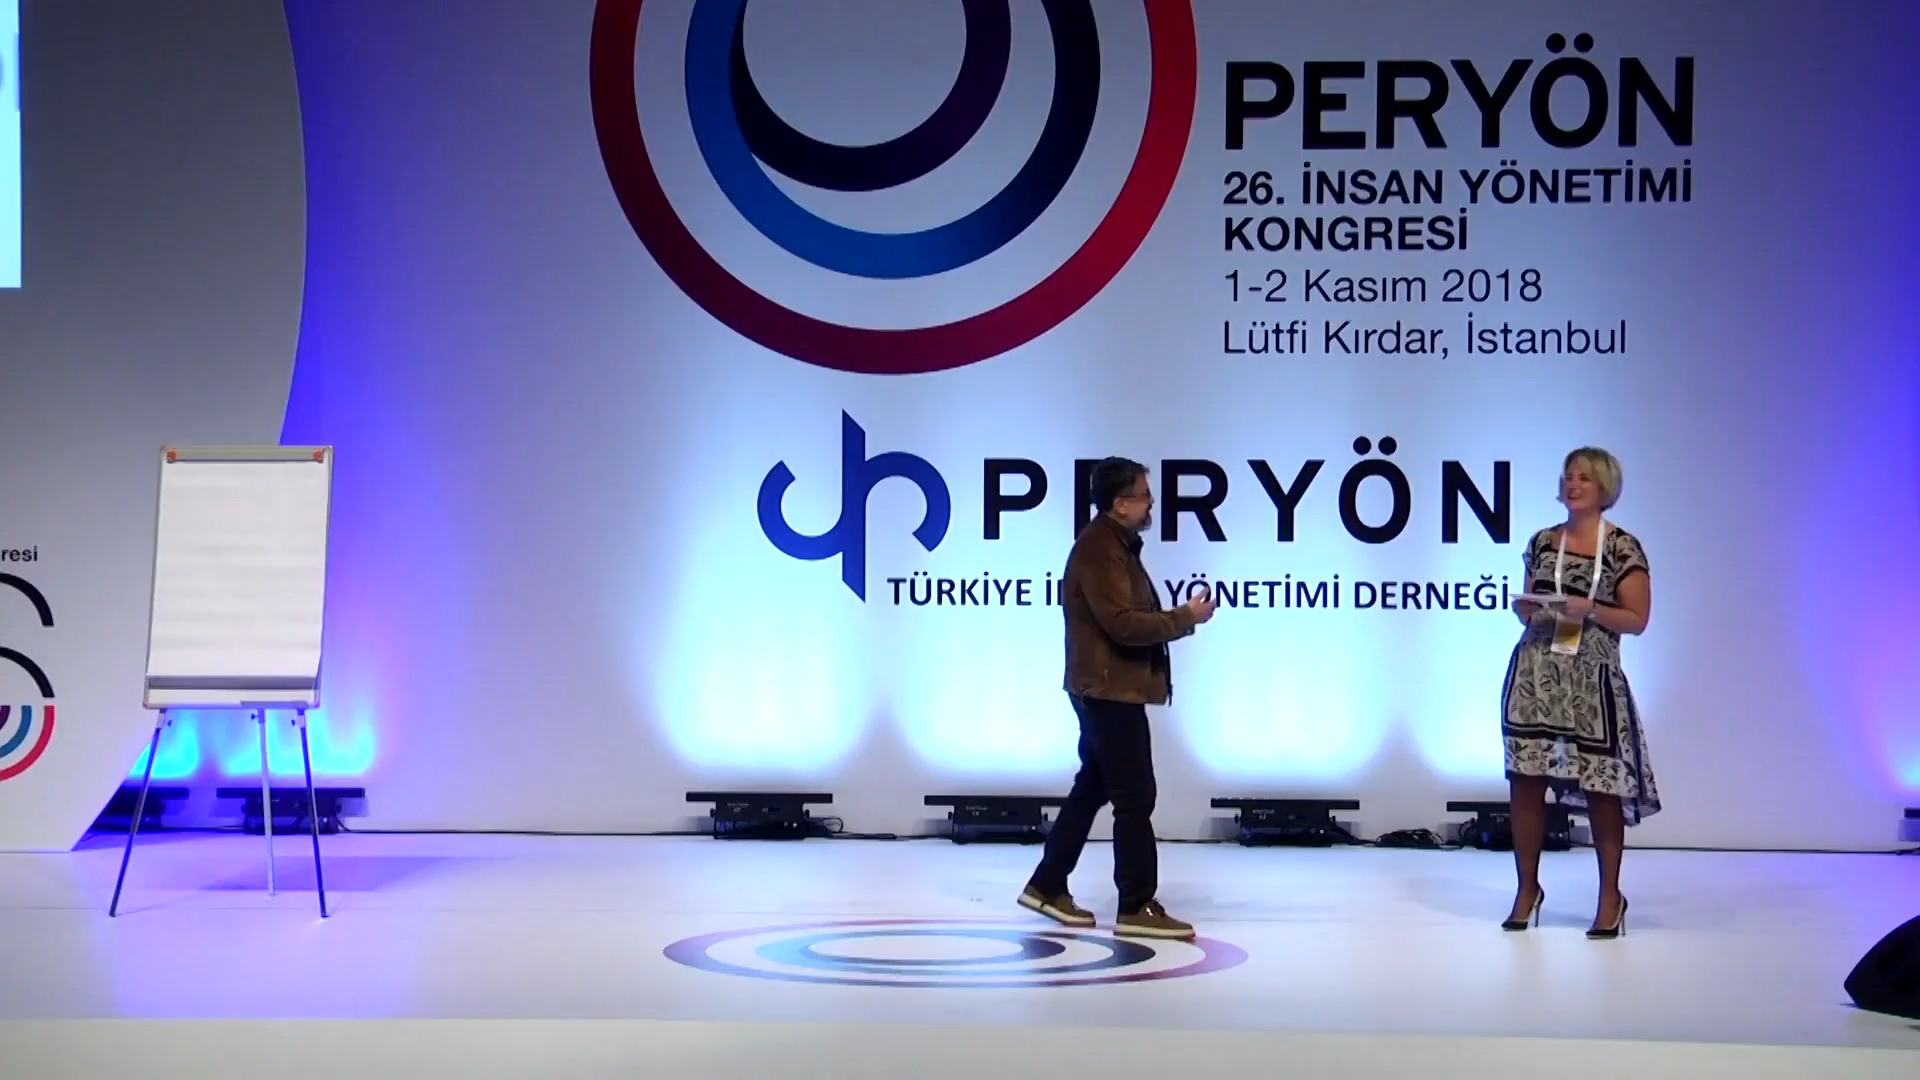 PERYÖN
26. İNSAN YÖNETİMİ
KONGRESİ
1-2 Kasım 2018
Lütfi Kırdar, İstanbul
PERYÖN
TÜRKİYE YÖNETİMİ DERNEĞİ
resi